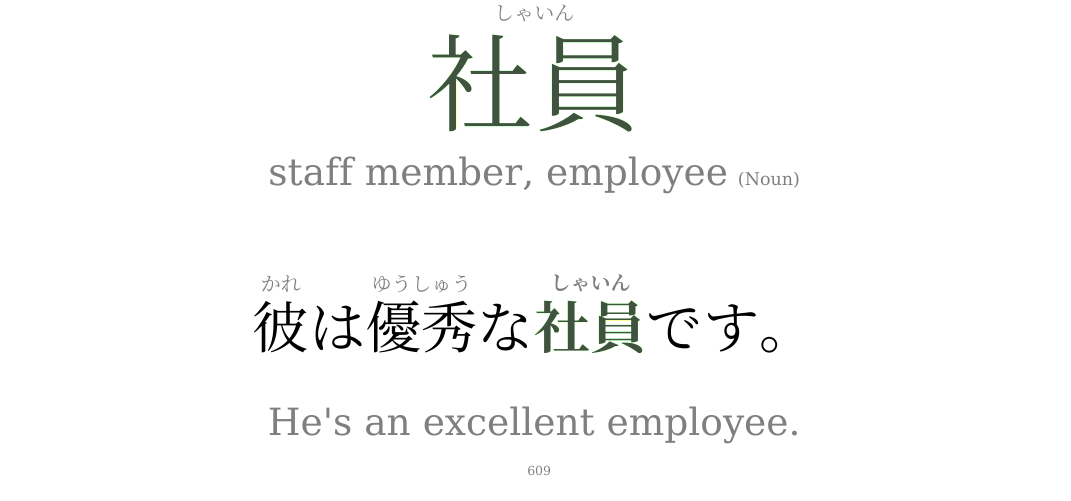 しゃいん
社員
staff member, employee (Noun)
かれ ゆうしゅう しゃいん
彼は優秀な社員です。
He's an excellent employee.
609